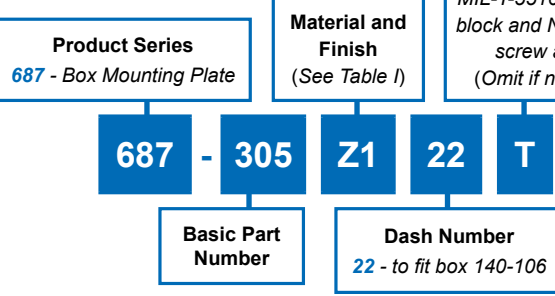 Product Series
687 - Box Mounting Plate
Material and
Finish
(See Table I)
block and
screw
(Omit if
687 - 305 Z1 22 T
Basic Part
Number
Dash Number
22 - to fit box 140-106